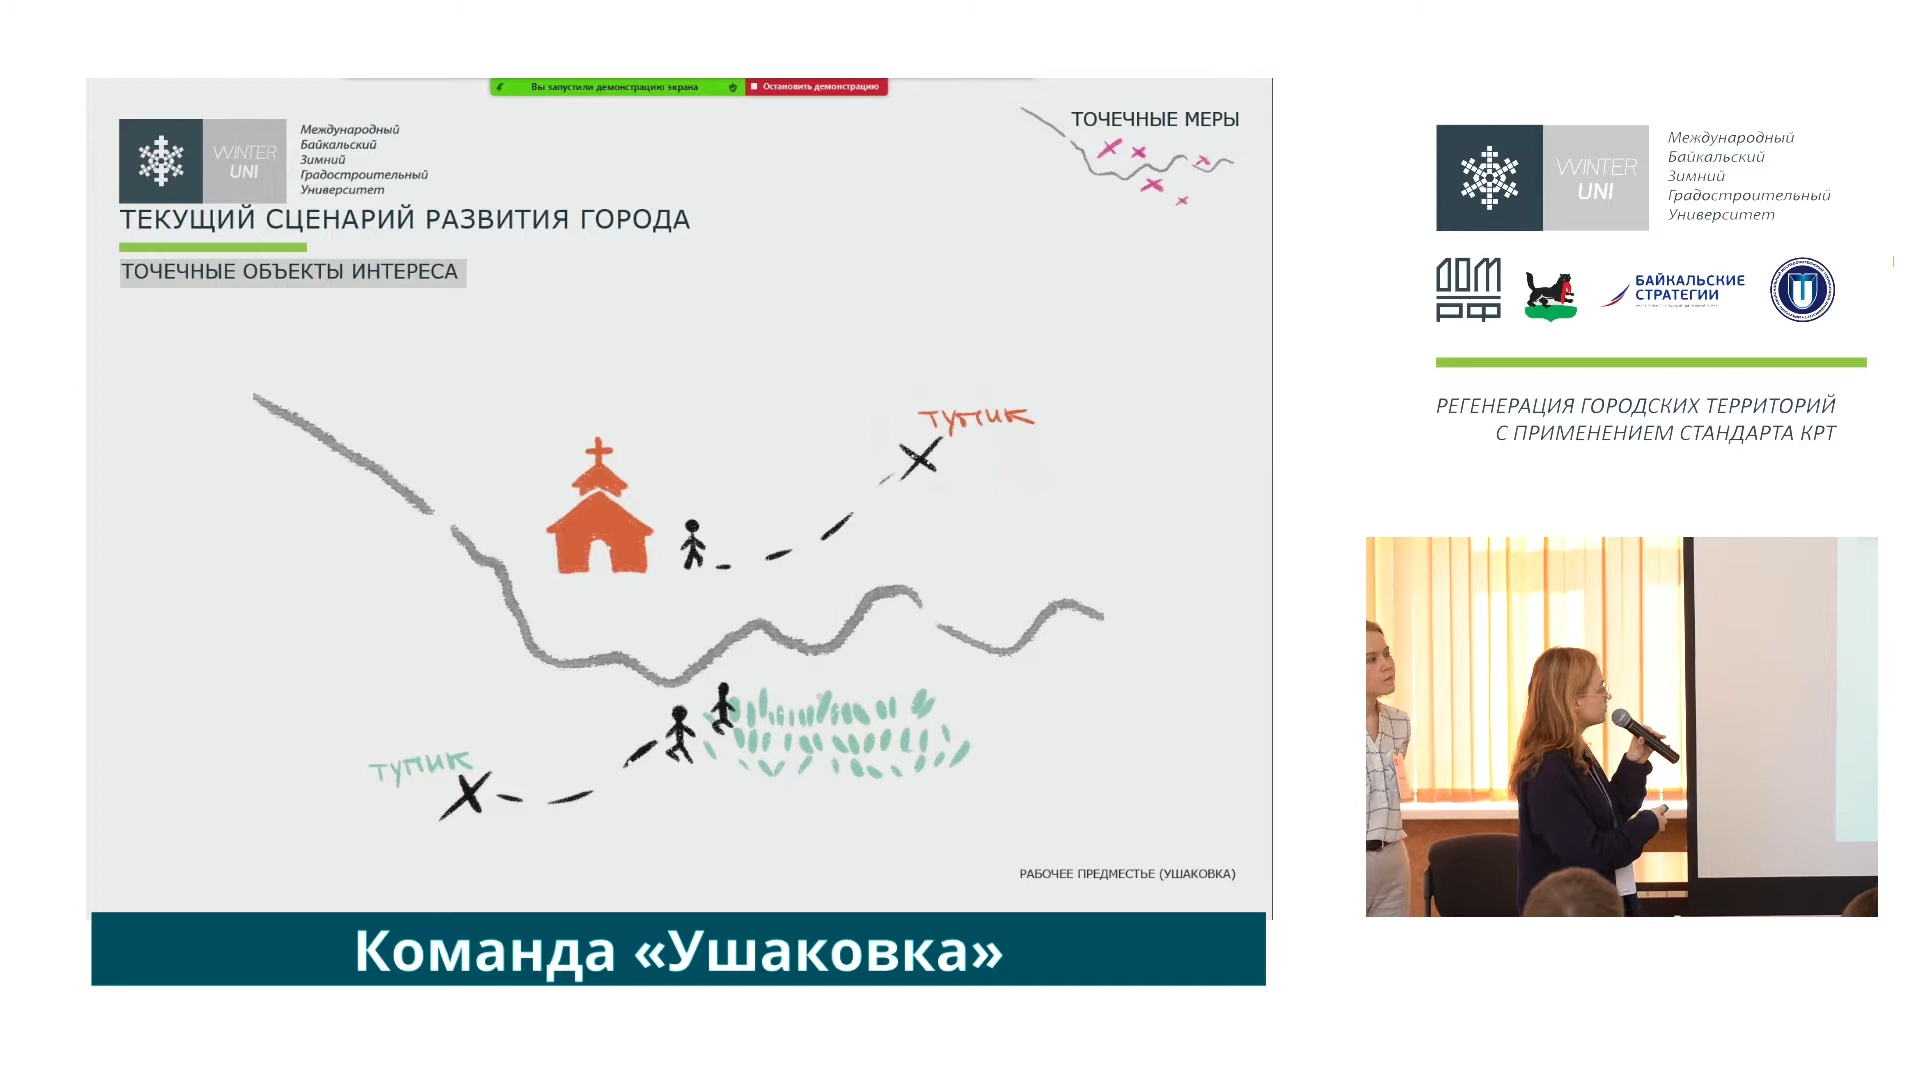 Вы запустили демонстрацию экрана
Остановить демонстрацию
WINTER
UNI
Международный
Байкальский
Зимний
Градостроительный
Университет
ТОЧЕЧНЫЕ МЕРЫ
ТЕКУЩИЙ СЦЕНАРИЙ РАЗВИТИЯ ГОРОДА
ТОЧЕЧНЫЕ ОБЪЕКТЫ ИНТЕРЕСА
тупик
тупик
РАБОЧЕЕ ПРЕДМЕСТЬЕ (УШАКОВКА)
Команда «Ушаковка»
WINTER
UNI
Международный
Байкальский
Зимний
Градостроительный
Университет
ДОМ
РФ
БАЙКАЛЬСКИЕ
СТРАТЕГИИ
РЕГЕНЕРАЦИЯ ГОРОДСКИХ ТЕРРИТОРИЙ
С ПРИМЕНЕНИЕМ СТАНДАРТА КРТ